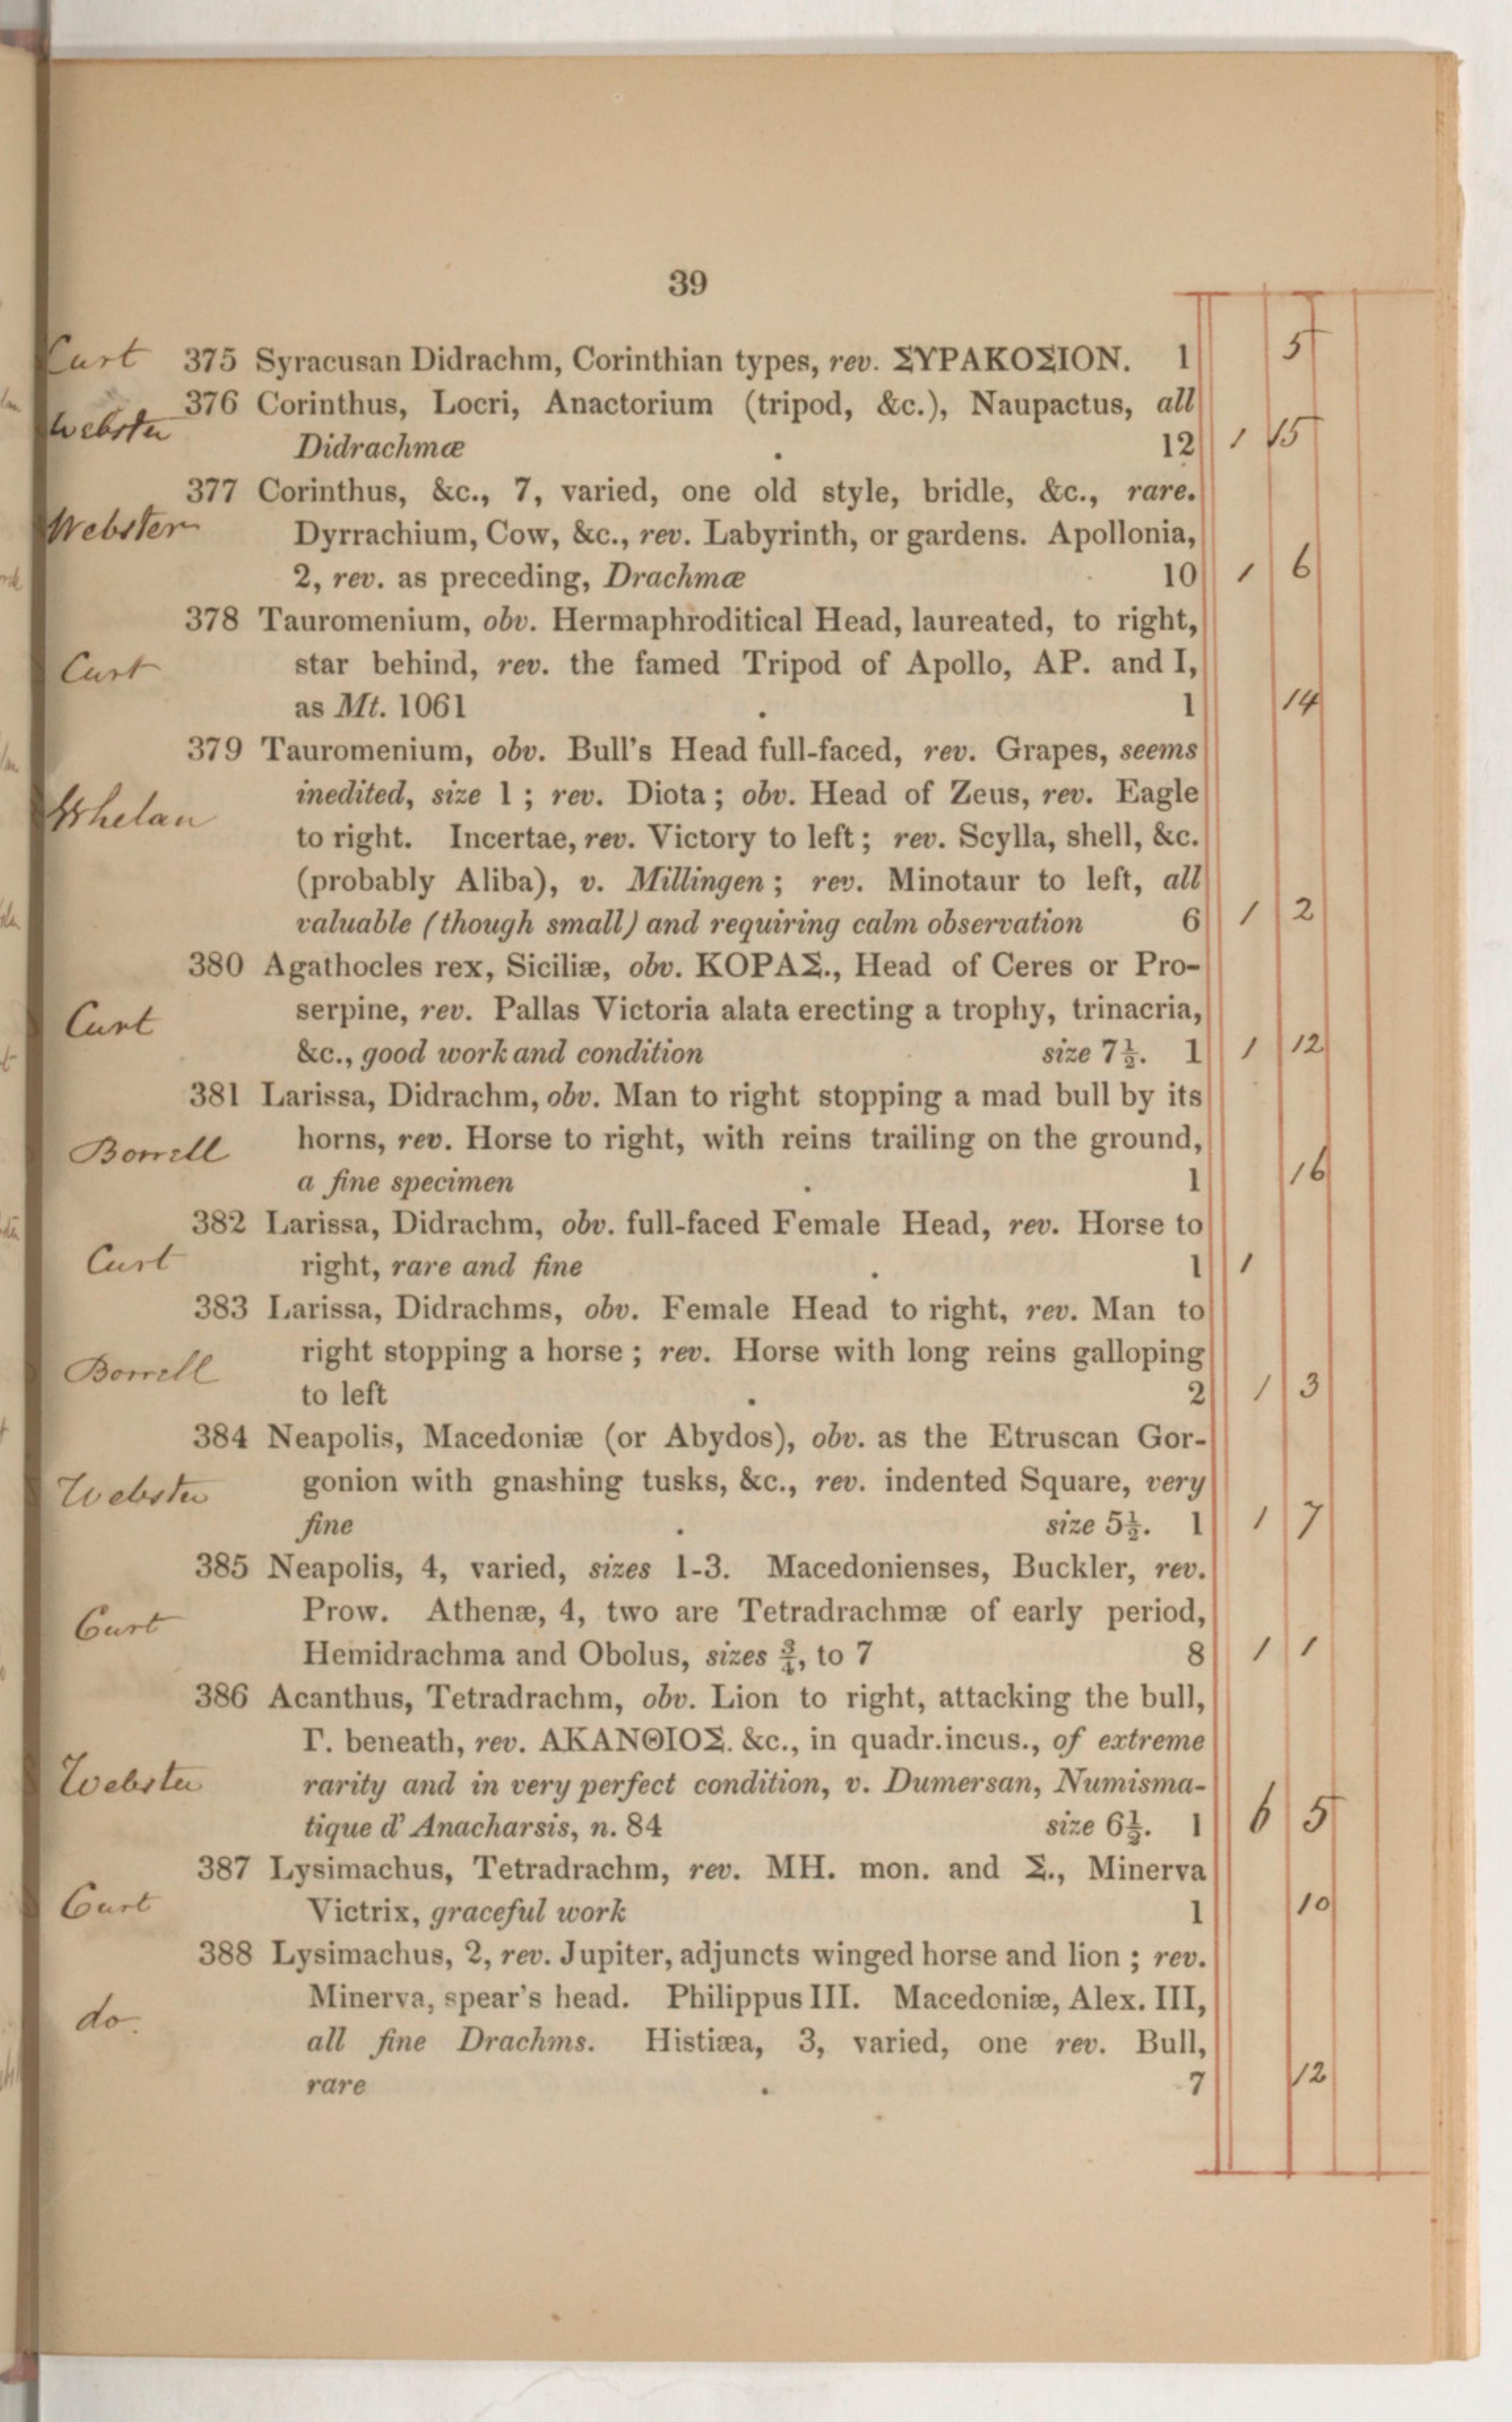 39
Curt 375 Syracusan Didrachm, Corinthian types, rev. ΣΥΡΑΚΟΣΙΟΝ. 1 5
376 Corinthus, Locri, Anactorium (tripod, &c.), Naupactus, all
Webster Didrachmæ 12 1 15
377 Corinthus, &c., 7, varied, one old style, bridle, &c., rare.
Webster Dyrrachium, Cow, &c., rev. Labyrinth, or gardens. Apollonia,
2, rev. as preceding, Drachmæ 10 1 6
378 Tauromenium, obv. Hermaphroditical Head, laureated, to right,
Curt star behind, rev. the famed Tripod of Apollo, AP. and I,
as Mt. 1061 1 14
379 Tauromenium, obv. Bull's Head full-faced, rev. Grapes, seems
inedited, size 1 ; rev. Diota ; obv. Head of Zeus, rev. Eagle
Whelan to right. Incertae, rev. Victory to left ; rev. Scylla, shell, &c.
(probably Aliba), v. Millingen ; rev. Minotaur to left, all
valuable (though small) and requiring calm observation 6 1 2
380 Agathocles rex, Siciliæ, obv. ΚΟΡΑΣ., Head of Ceres or Pro-
Curt serpine, rev. Pallas Victoria alata erecting a trophy, trinacria,
&c., good work and condition size 7½. 1 1 12
381 Larissa, Didrachm, obv. Man to right stopping a mad bull by its
Borrell horns, rev. Horse to right, with reins trailing on the ground,
a fine specimen 1 16
382 Larissa, Didrachm, obv. full-faced Female Head, rev. Horse to
Curt right, rare and fine 1 1
383 Larissa, Didrachms, obv. Female Head to right, rev. Man to
Borrell right stopping a horse ; rev. Horse with long reins galloping
to left 2 1 3
384 Neapolis, Macedoniæ (or Abydos), obv. as the Etruscan Gor-
Webster gonion with gnashing tusks, &c., rev. indented Square, very
fine size 5½. 1 1 7
385 Neapolis, 4, varied, sizes 1-3. Macedonienses, Buckler, rev.
Curt Prow. Athenæ, 4, two are Tetradrachmæ of early period,
Hemidrachma and Obolus, sizes ¾, to 7 8 1 1
386 Acanthus, Tetradrachm, obv. Lion to right, attacking the bull,
Γ. beneath, rev. ΑΚΑΝΘΙΟΣ. &c., in quadr.incus., of extreme
Webster rarity and in very perfect condition, v. Dumersan, Numisma-
tique d' Anacharsis, n. 84 size 6½. 1 6 5
387 Lysimachus, Tetradrachm, rev. MH. mon. and Σ., Minerva
Curt Victrix, graceful work 1 10
388 Lysimachus, 2, rev. Jupiter, adjuncts winged horse and lion ; rev.
do. Minerva, spear's head. Philippus III. Macedoniæ, Alex. III,
all fine Drachms. Histiæa, 3, varied, one rev. Bull,
rare 7 12